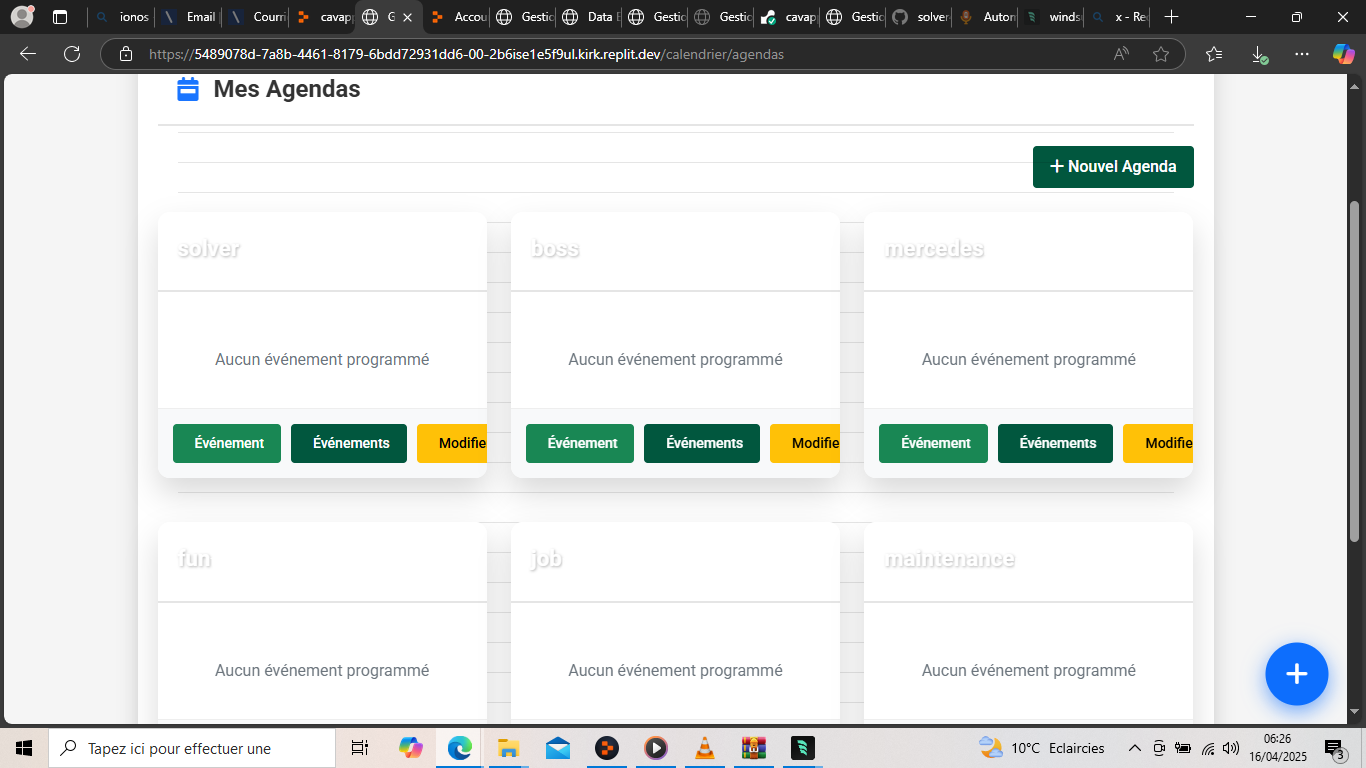 ionos
Email
Courri
cavap
G
Accou
Gestic
Data E
Gestic
Gestic
cavap
Gestic
solver
Auton
winds
x - Re
https://5489078d-7a8b-4461-8179-6bdd72931dd6-00-2b6ise1e5f9ul.kirk.replit.dev/calendrier/agendas
Mes Agendas
+ Nouvel Agenda
solver boss mercedes
Aucun événement programmé Aucun événement programmé Aucun événement programmé
Événement Événements Modifie Événement Événements Modifie Événement Événements Modifie
fun job maintenance
Aucun événement programmé Aucun événement programmé Aucun événement programmé
Tapez ici pour effectuer une
10°C Eclaircies
06:26
16/04/2025
3